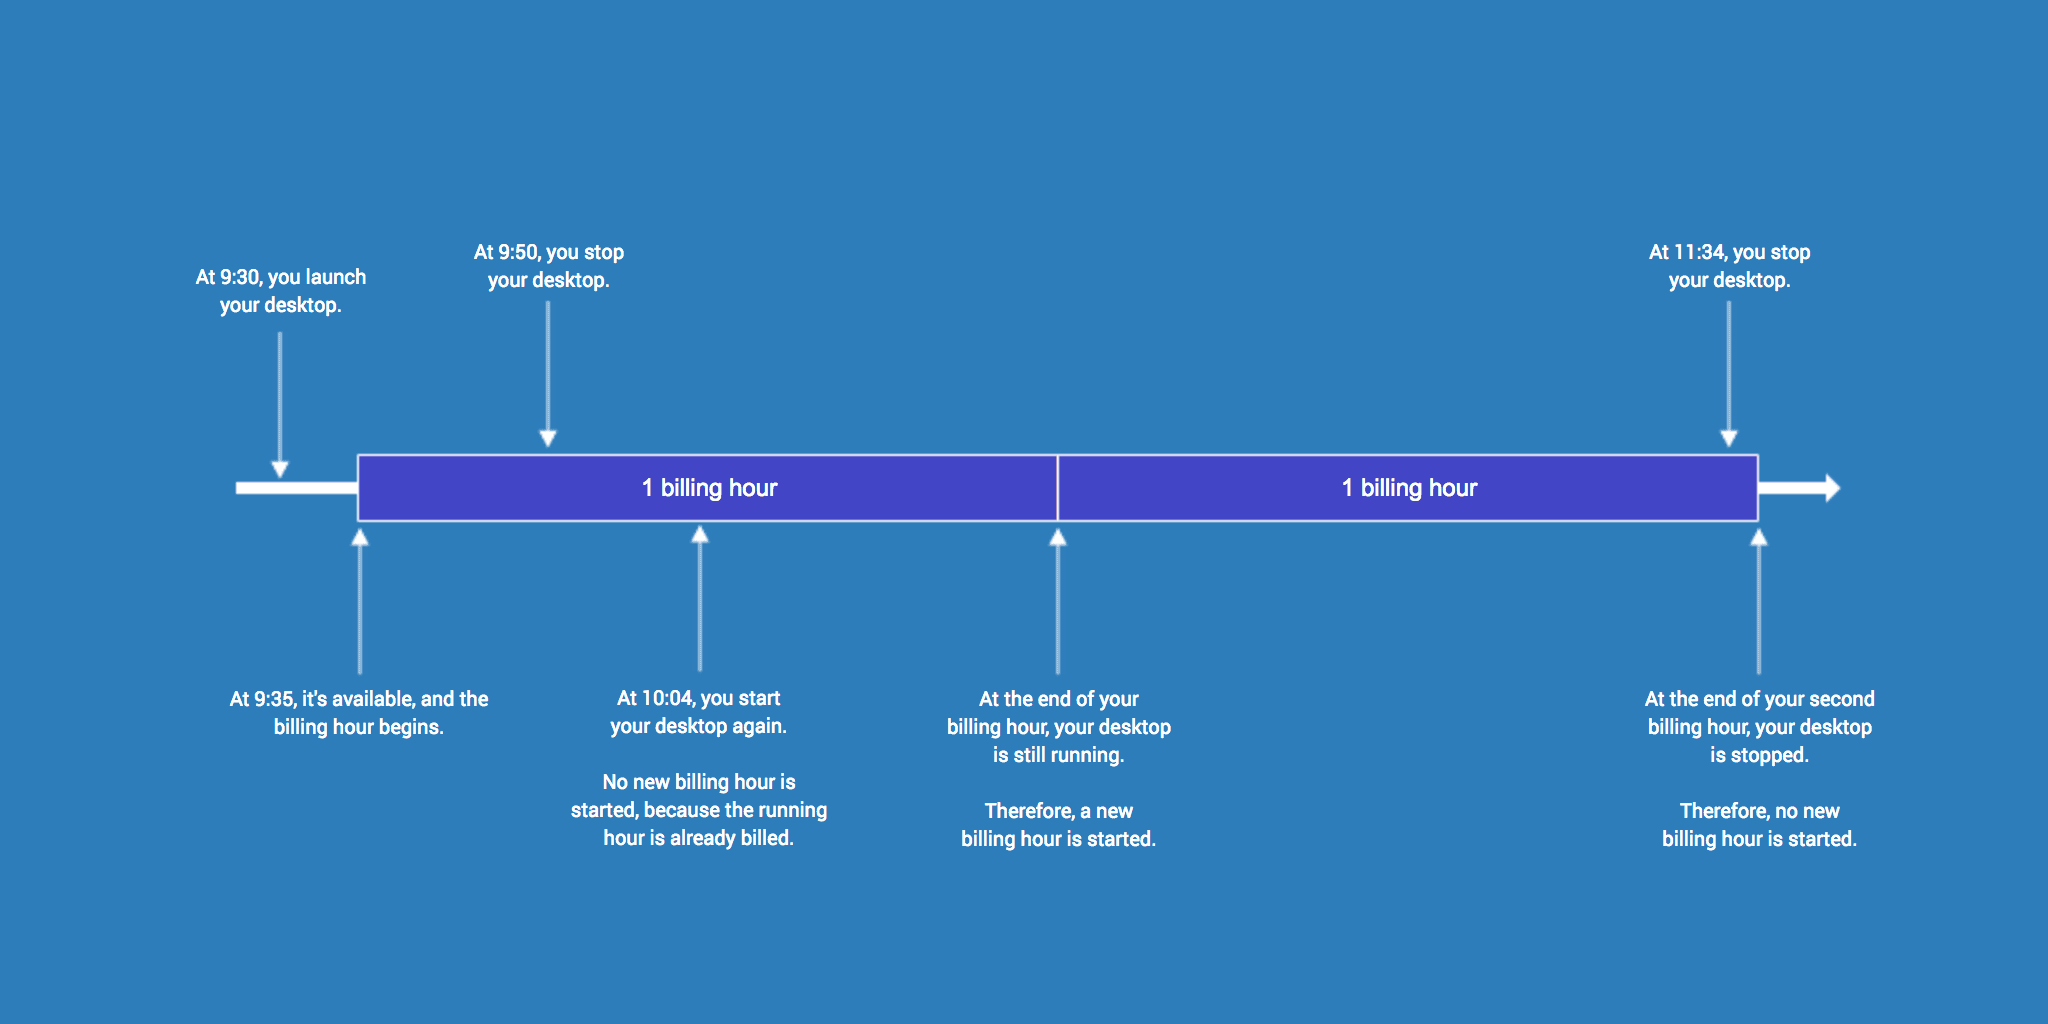 At 9:30, you launch
your desktop.
At 9:50, you stop
your desktop.
At 11:34, you stop
your desktop.
1 billing hour
1 billing hour
At 9:35, it's available, and the
billing hour begins.
At 10:04, you start
your desktop again.
No new billing hour is
started, because the running
hour is already billed.
At the end of your
billing hour, your desktop
is still running.
Therefore, a new
billing hour is started.
At the end of your second
billing hour, your desktop
is stopped.
Therefore, no new
billing hour is started.